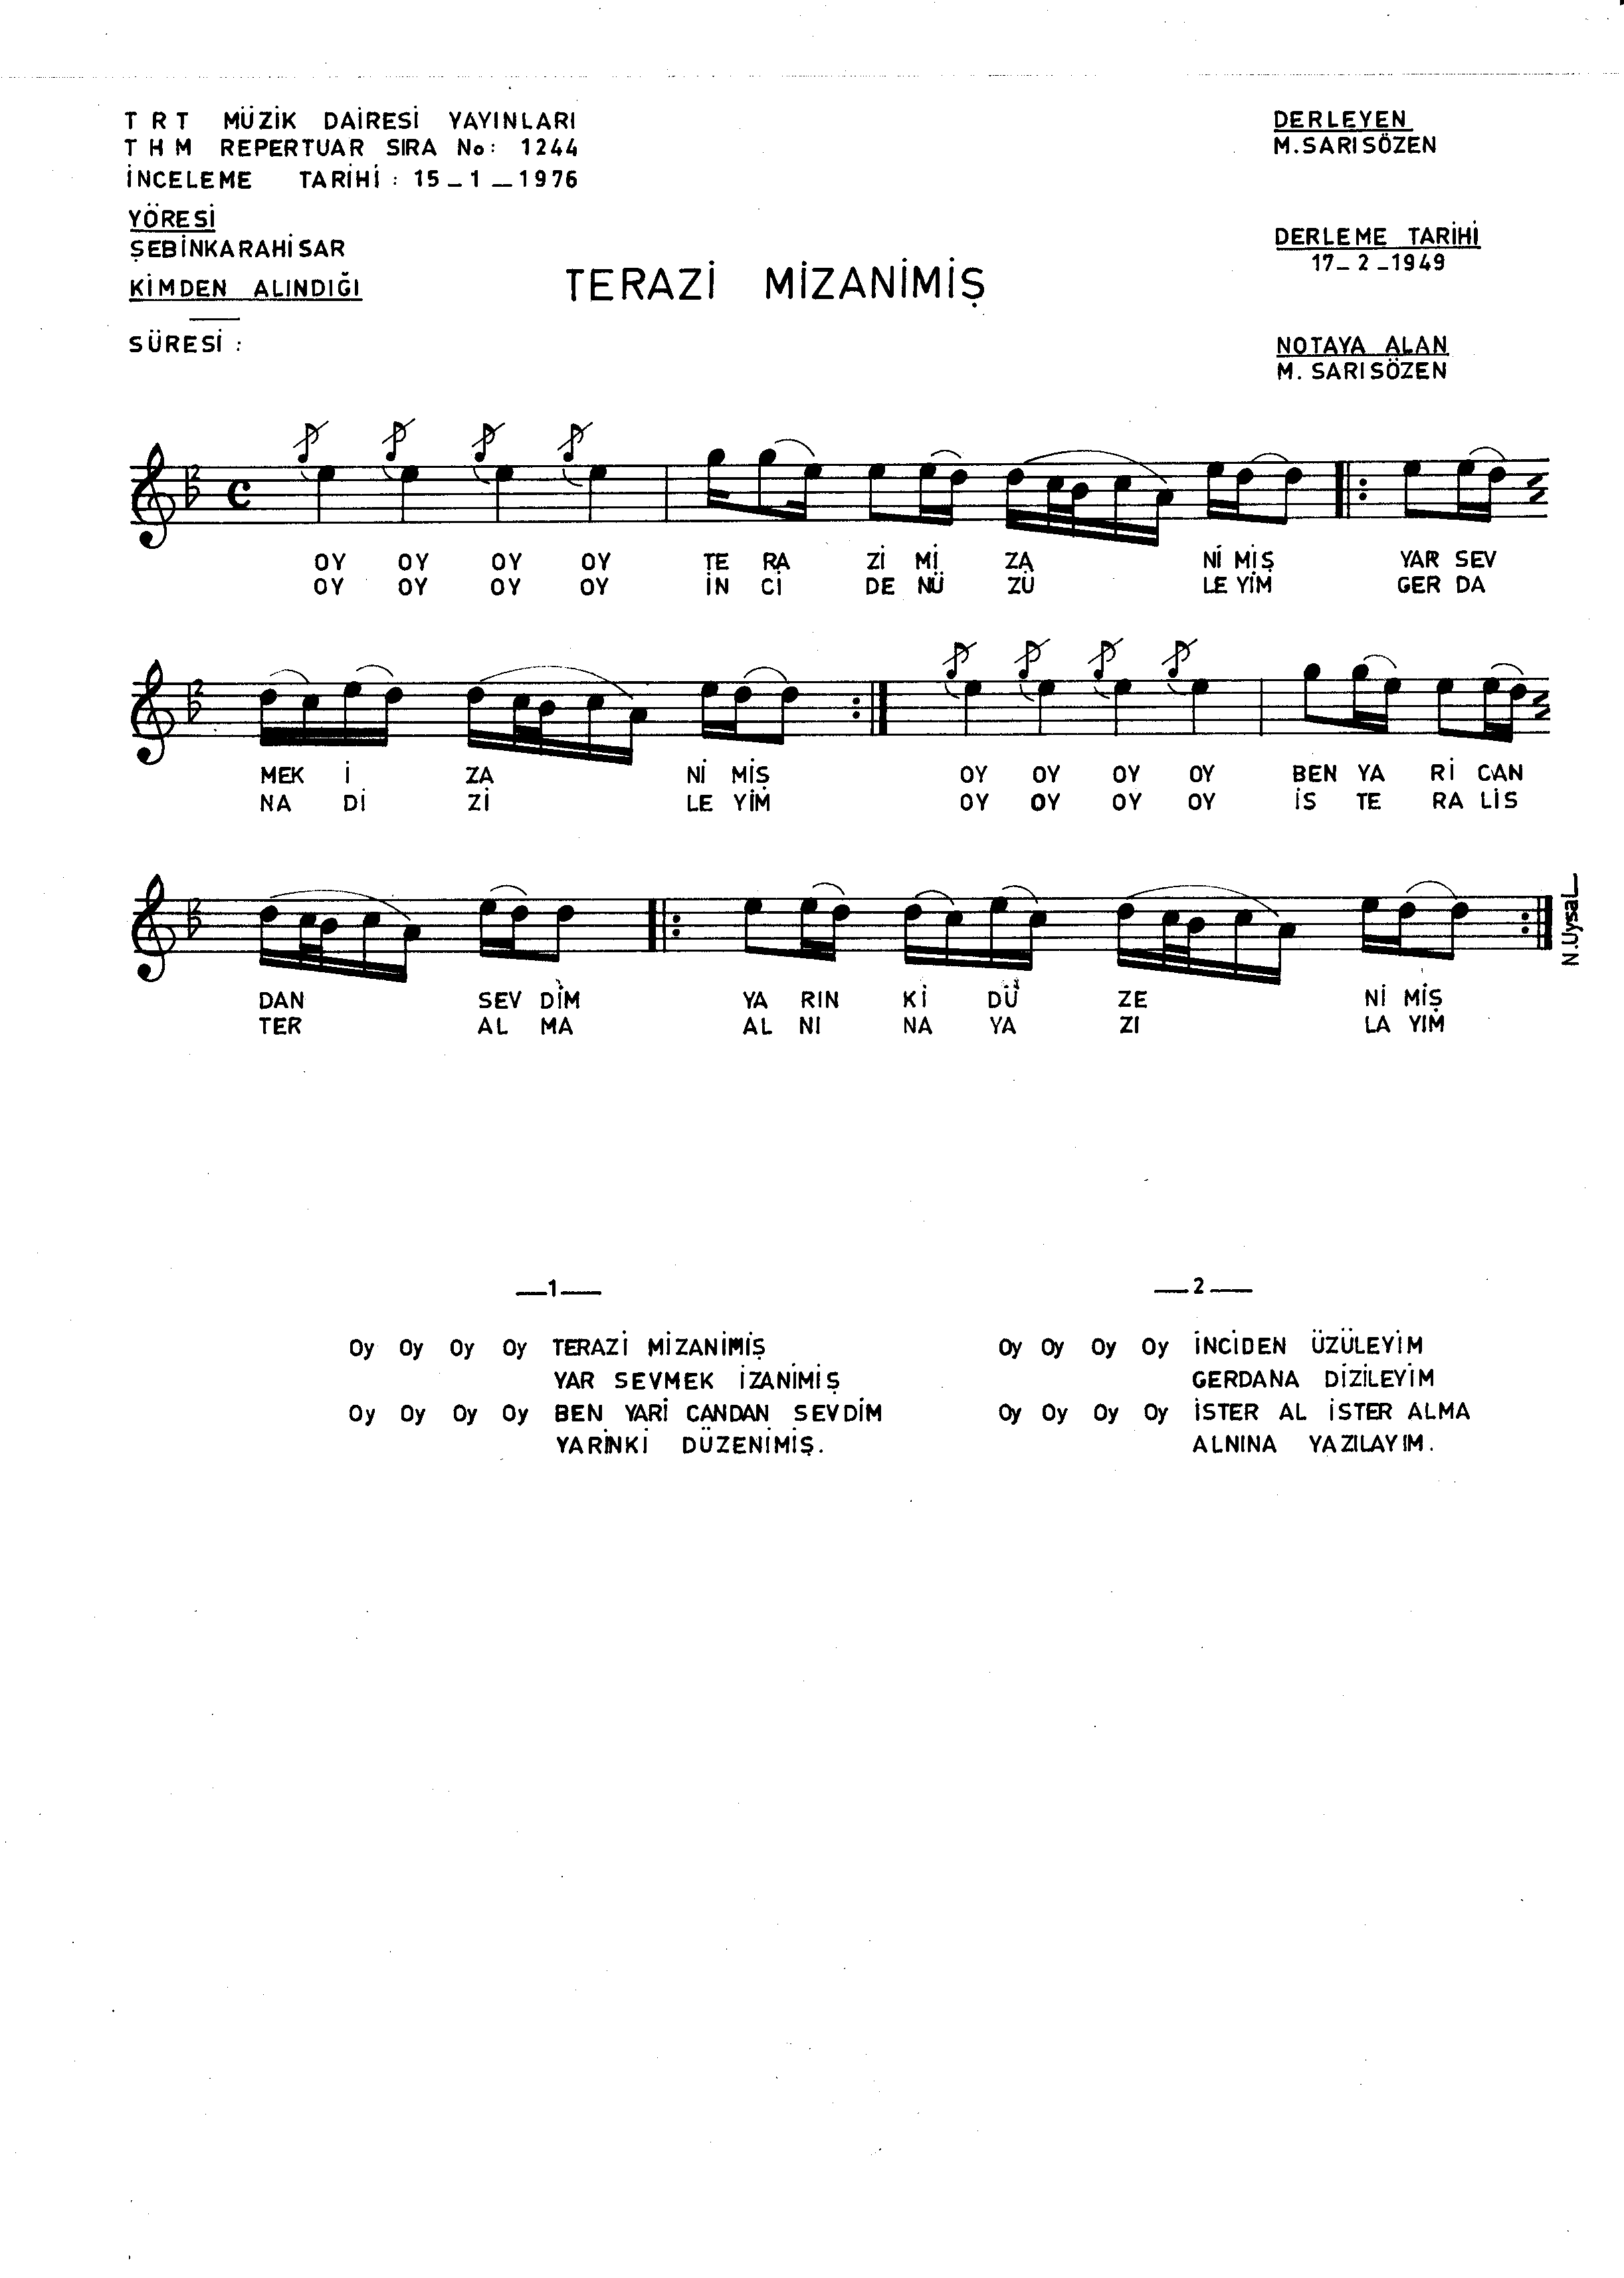 TRT MÜZİK DAİRESİ YAYINLARI
THM REPERTUAR SIRA No: 1244
İNCELEME TARİHİ: 15_1_1976
YÖRESİ
ŞEBİNKARAHİSAR
KİMDEN ALINDIĞI
SÜRESİ :
TERAZİ MİZANİMİŞ
DERLEYEN
M.SARISÖZEN
DERLEME TARİHİ
17_2_1949
NOTAYA ALAN
M. SARISÖZEN
OY OY OY OY TE RA Zİ Mİ ZA Nİ MİŞ YAR SEV
OY OY OY OY İN Cİ DE NÜ ZÜ LE YİM GER DA
MEK İ ZA Nİ MİŞ OY OY OY OY BEN YA Rİ CAN
NA Dİ Zİ LE YİM OY OY OY OY İS TE RA LİS
DAN SEV DİM YA RIN Kİ DÜ ZE Nİ MİŞ
TER AL MA AL NI NA YA ZI LA YIM
N.Uysal
_1_
Oy Oy Oy Oy TERAZİ MİZANİMİŞ
YAR SEVMEK İZANİMİŞ
Oy Oy Oy Oy BEN YARİ CANDAN SEVDİM
YARİNKİ DÜZENİMİŞ.
_2_
Oy Oy Oy Oy İNCİDEN ÜZÜLEYİM
GERDANA DİZİLEYİM
Oy Oy Oy Oy İSTER AL İSTER ALMA
ALNINA YAZILAYIM.